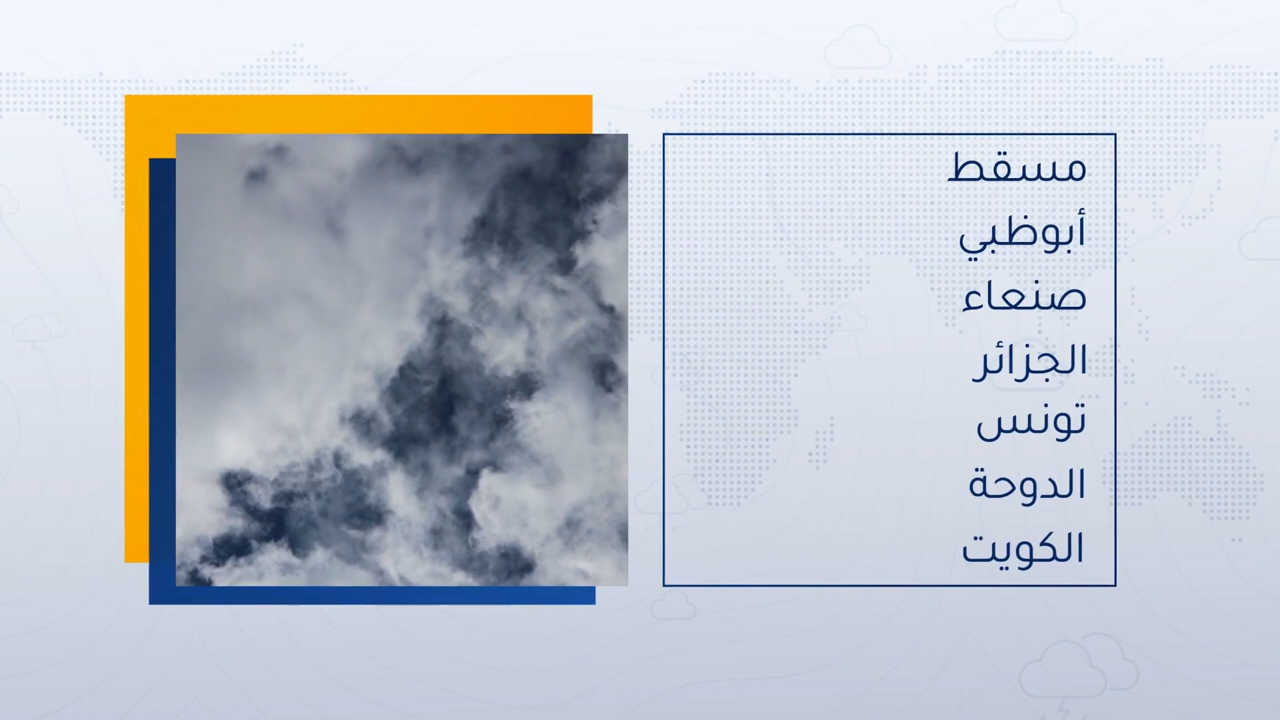 مسقط
أبوظبي
صنعاء
الجزائر
تونس
الدوحة
الكويت